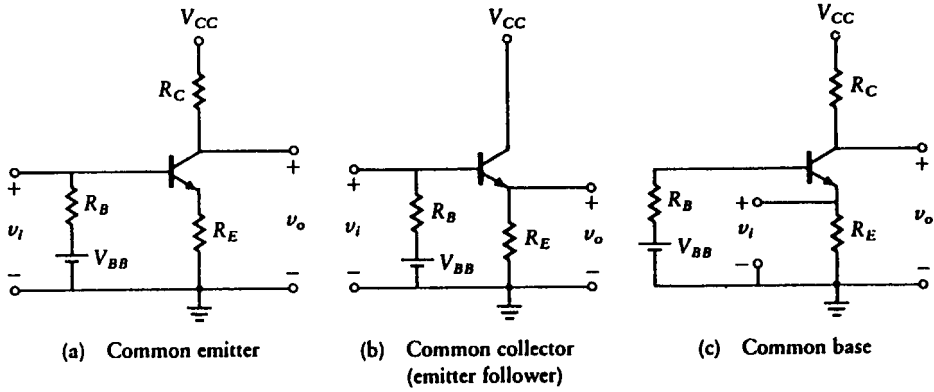 V_CC
R_C
+
+
R_B
R_E
v_i
v_o
V_BB
−
−
(a) Common emitter
V_CC
+
+
R_B
R_E
v_i
v_o
V_BB
−
−
(b) Common collector
(emitter follower)
V_CC
R_C
+
R_B
+
v_i
R_E
v_o
V_BB
−
−
(c) Common base